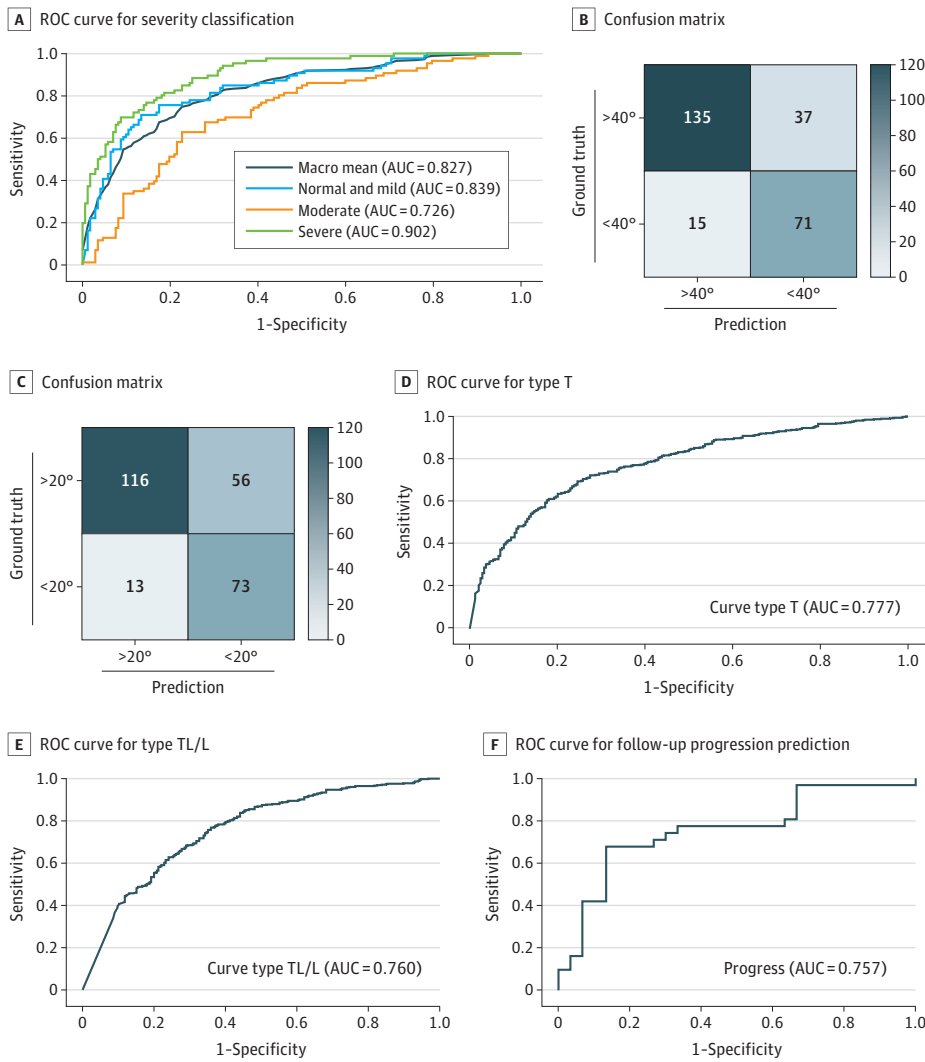 A ROC curve for severity classification
1.0
0.8
0.6
0.4
0.2
0
Sensitivity
Macro mean (AUC=0.827)
Normal and mild (AUC=0.839)
Moderate (AUC=0.726)
Severe (AUC=0.902)
0 0.2 0.4 0.6 0.8 1.0
1-Specificity
B Confusion matrix
Ground truth
>40° 135 37
<40° 15 71
>40° <40°
Prediction
120
100
80
60
40
20
0
C Confusion matrix
Ground truth
>20° 116 56
<20° 13 73
>20° <20°
Prediction
120
100
80
60
40
20
0
D ROC curve for type T
1.0
0.8
0.6
0.4
0.2
0
Sensitivity
Curve type T (AUC=0.777)
0 0.2 0.4 0.6 0.8 1.0
1-Specificity
E ROC curve for type TL/L
1.0
0.8
0.6
0.4
0.2
0
Sensitivity
Curve type TL/L (AUC=0.760)
0 0.2 0.4 0.6 0.8 1.0
1-Specificity
F ROC curve for follow-up progression prediction
1.0
0.8
0.6
0.4
0.2
0
Sensitivity
Progress (AUC=0.757)
0 0.2 0.4 0.6 0.8 1.0
1-Specificity